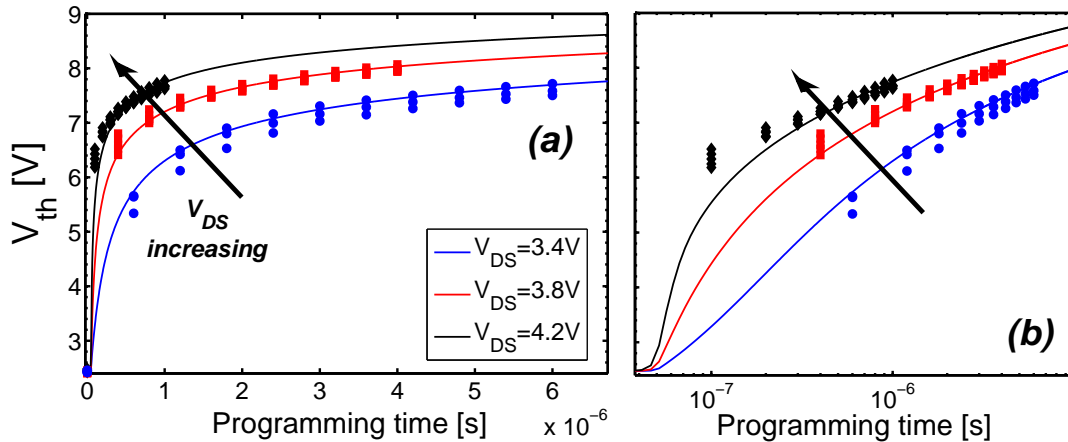 9
8
7
6
5
4
3
V_th [V]
(a)
V_DS
increasing
V_DS=3.4V
V_DS=3.8V
V_DS=4.2V
0 1 2 3 4 5 6
Programming time [s]
x 10^-6
(b)
10^-7 10^-6
Programming time [s]